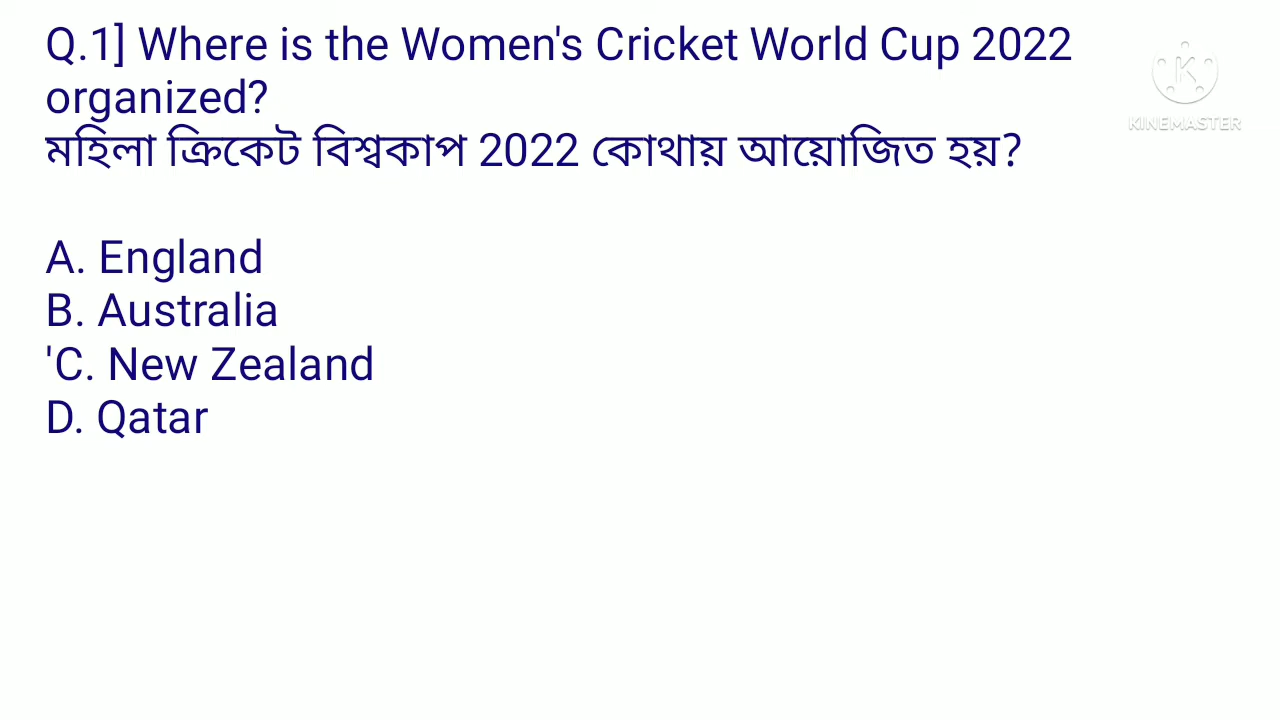 Q.1] Where is the Women's Cricket World Cup 2022
organized?
মহিলা ক্রিকেট বিশ্বকাপ 2022 কোথায় আয়োজিত হয়?
A. England
B. Australia
'C. New Zealand
D. Qatar
K
KINEMASTER